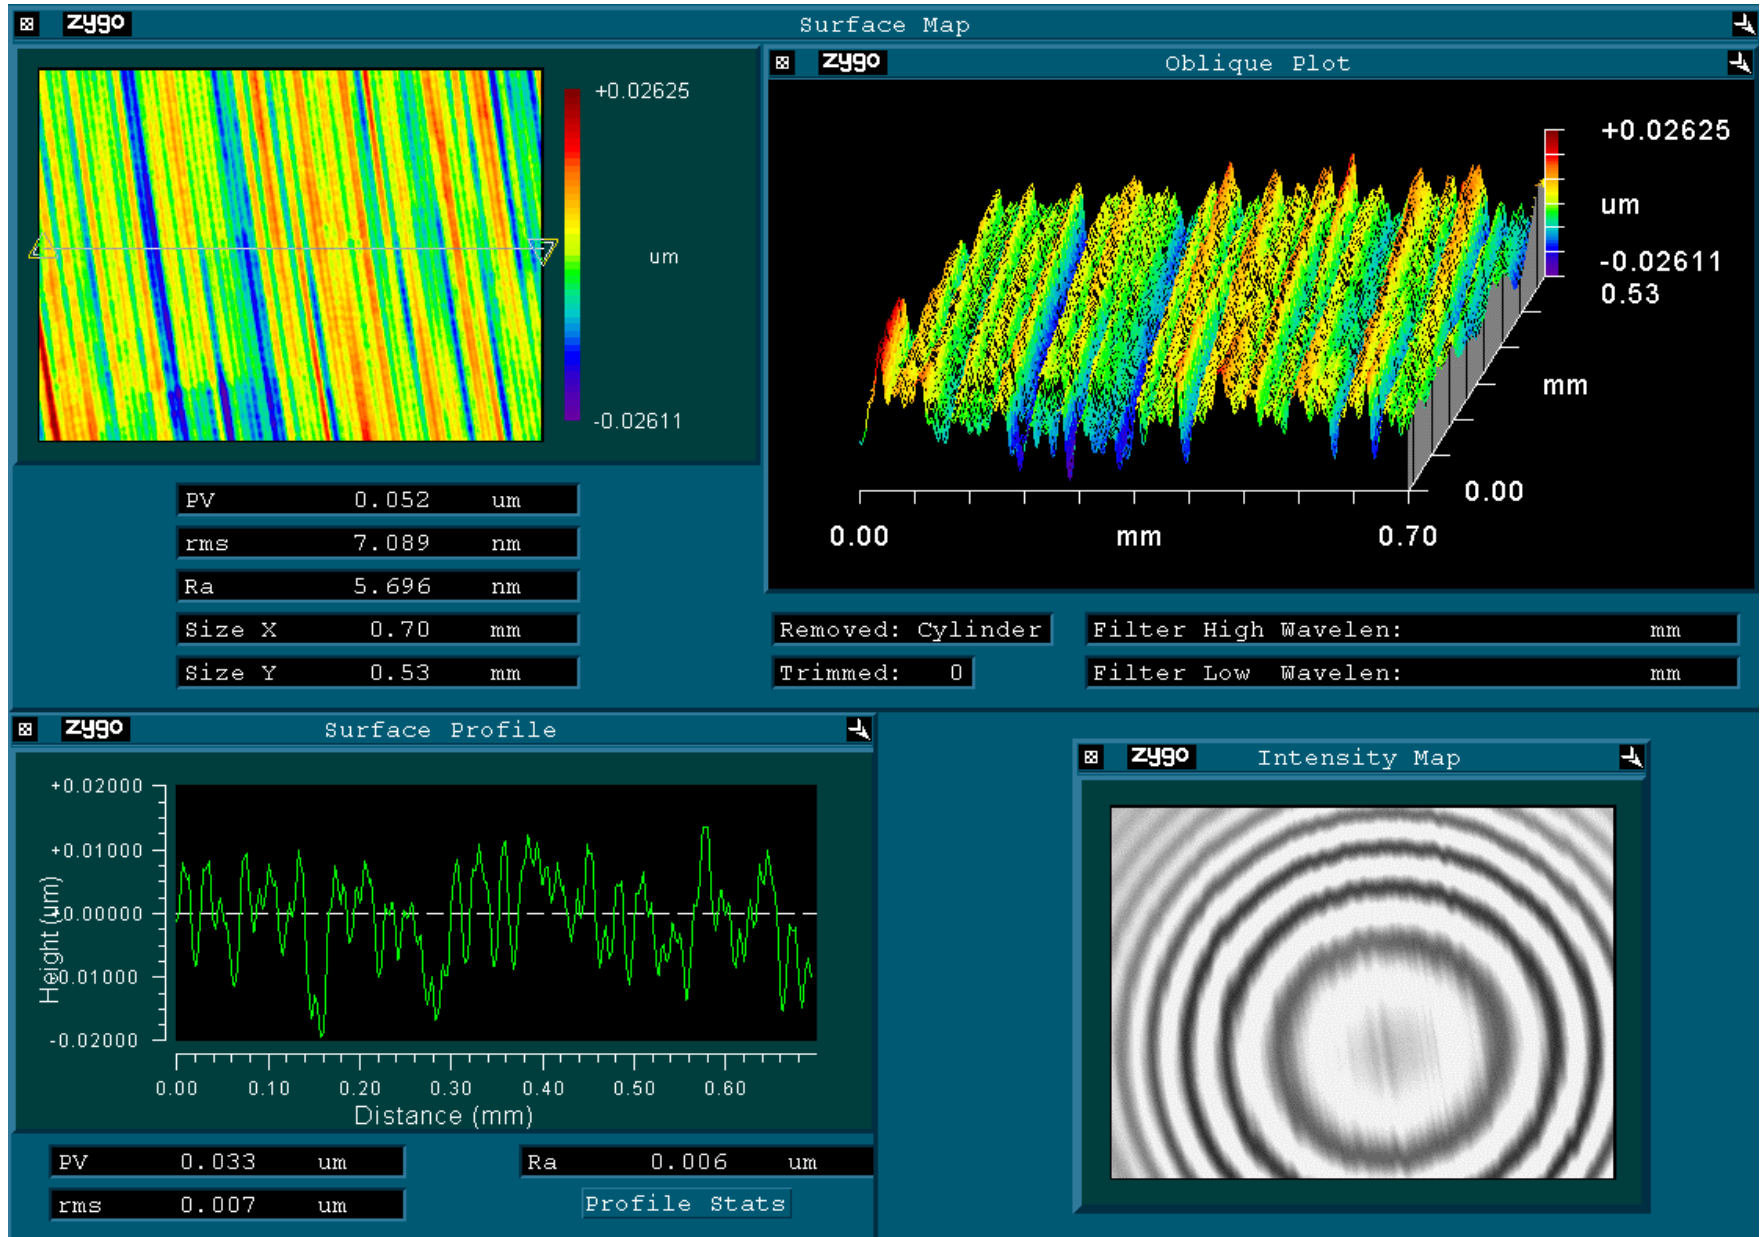 zygo Surface Map
+0.02625
um
-0.02611
zygo Oblique Plot
+0.02625
um
-0.02611
0.53
mm
0.00
0.00 mm 0.70
PV 0.052 um
rms 7.089 nm
Ra 5.696 nm
Size X 0.70 mm
Size Y 0.53 mm
Removed: Cylinder
Trimmed: 0
Filter High Wavelen: mm
Filter Low Wavelen: mm
zygo Surface Profile
+0.02000
+0.01000
+0.00000
-0.01000
-0.02000
Height (um)
0.00 0.10 0.20 0.30 0.40 0.50 0.60
Distance (mm)
PV 0.033 um
rms 0.007 um
Ra 0.006 um
Profile Stats
zygo Intensity Map